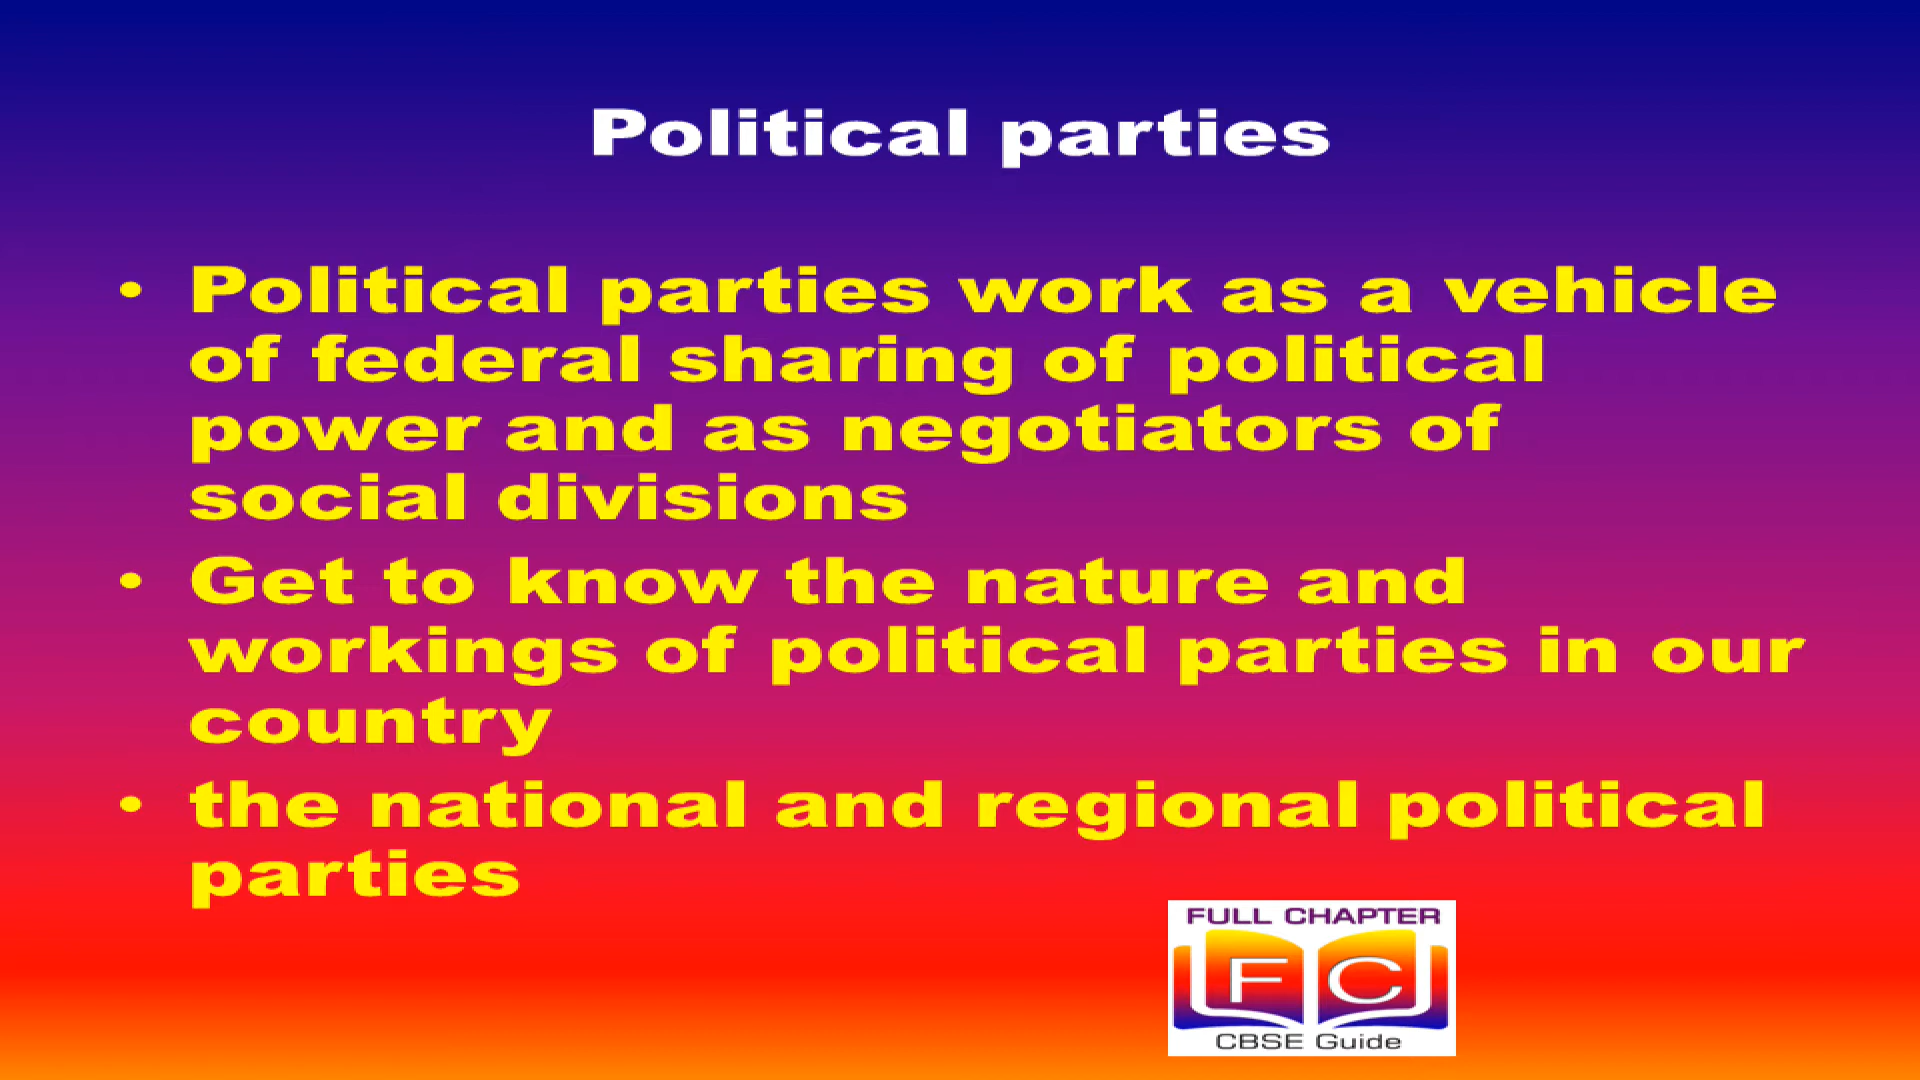 Political parties
• Political parties work as a vehicle
of federal sharing of political
power and as negotiators of
social divisions
• Get to know the nature and
workings of political parties in our
country
• the national and regional political
parties
FULL CHAPTER
FC
CBSE Guide